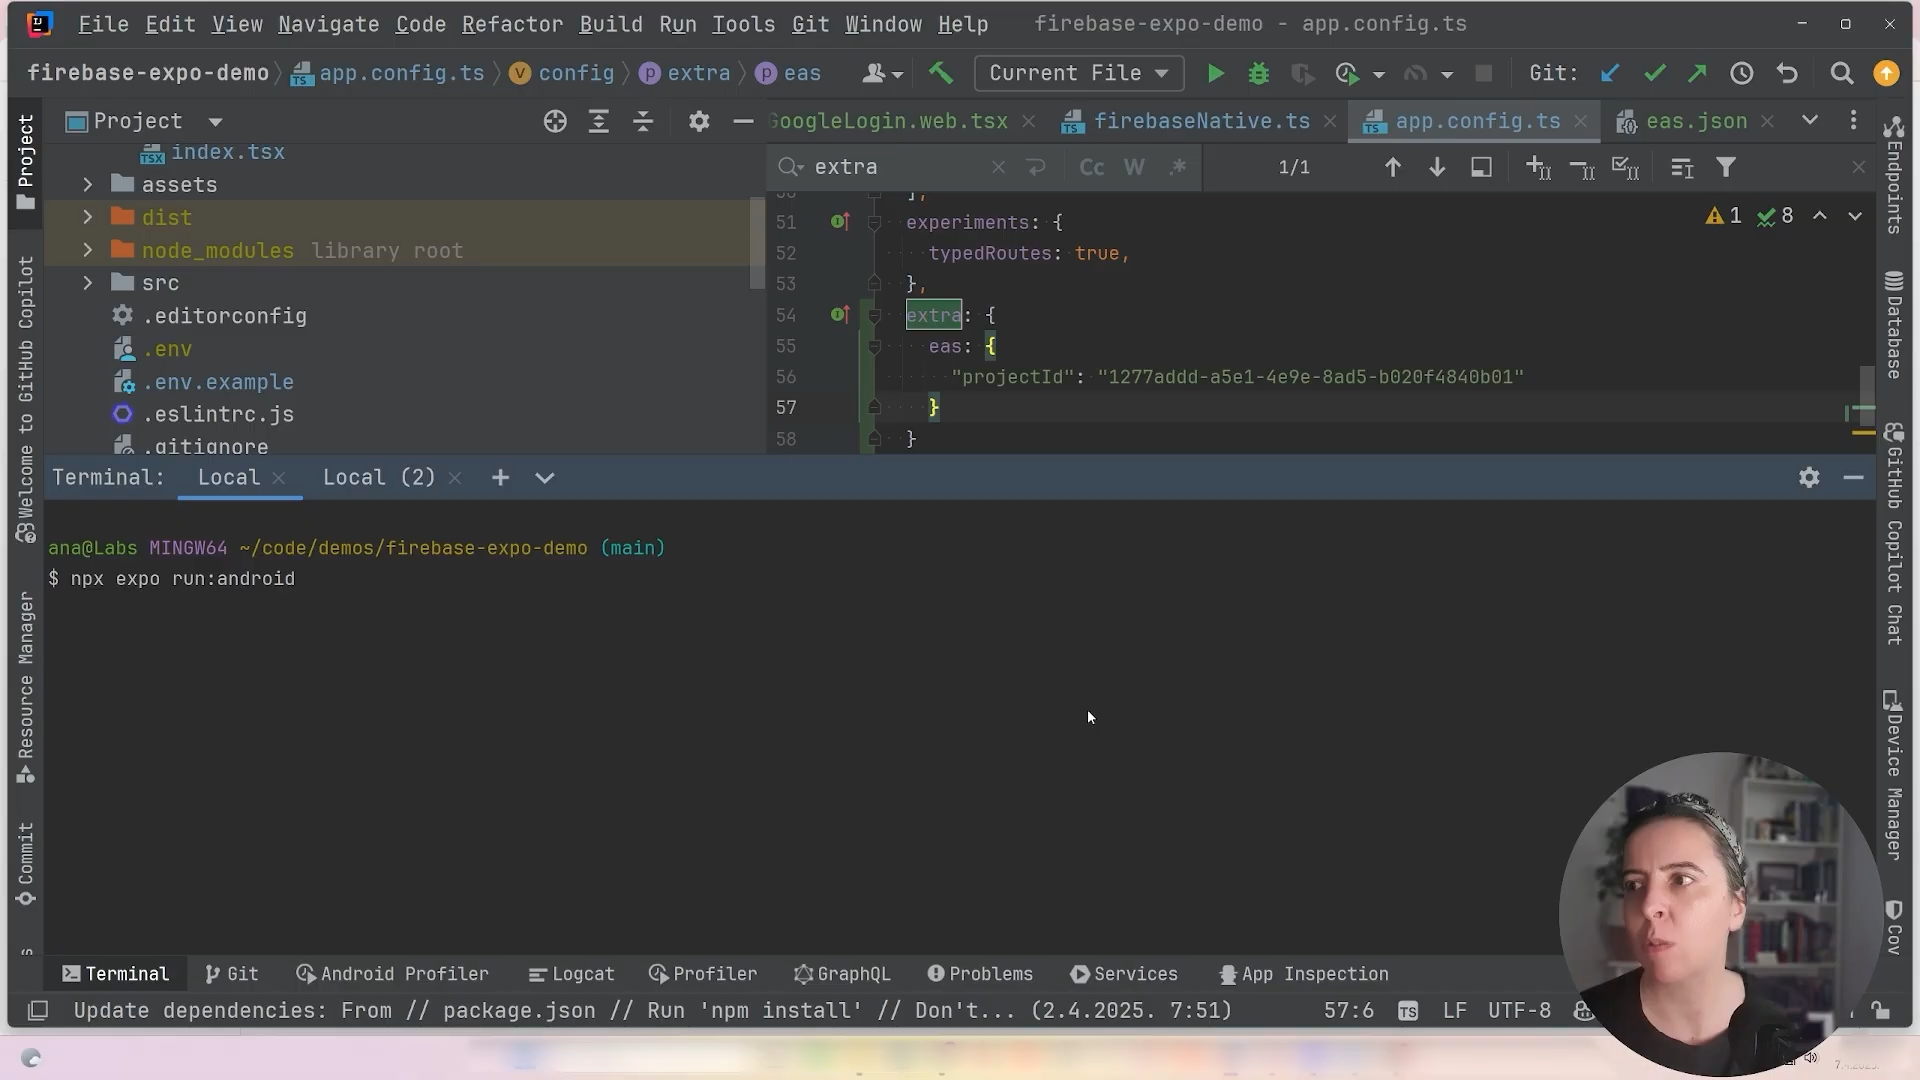 File Edit View Navigate Code Refactor Build Run Tools Git Window Help firebase-expo-demo - app.config.ts
firebase-expo-demo app.config.ts config extra eas Current File Git:
Project
GoogleLogin.web.tsx firebaseNative.ts app.config.ts eas.json
index.tsx
assets
dist
node_modules library root
src
.editorconfig
.env
.env.example
.eslintrc.js
.gitignore
extra Cc W .* 1/1
1 8
51 experiments: {
52 typedRoutes: true,
53 },
54 extra: {
55 eas: {
56 "projectId": "1277addd-a5e1-4e9e-8ad5-b020f4840b01"
57 }
58 }
Terminal: Local Local (2)
ana@Labs MINGW64 ~/code/demos/firebase-expo-demo (main)
$ npx expo run:android
Project
Welcome to GitHub Copilot
Resource Manager
Commit
Endpoints
Database
GitHub Copilot Chat
Device Manager
Cov
Terminal Git Android Profiler Logcat Profiler GraphQL Problems Services App Inspection
Update dependencies: From // package.json // Run 'npm install' // Don't... (2.4.2025. 7:51) 57:6 TS LF UTF-8